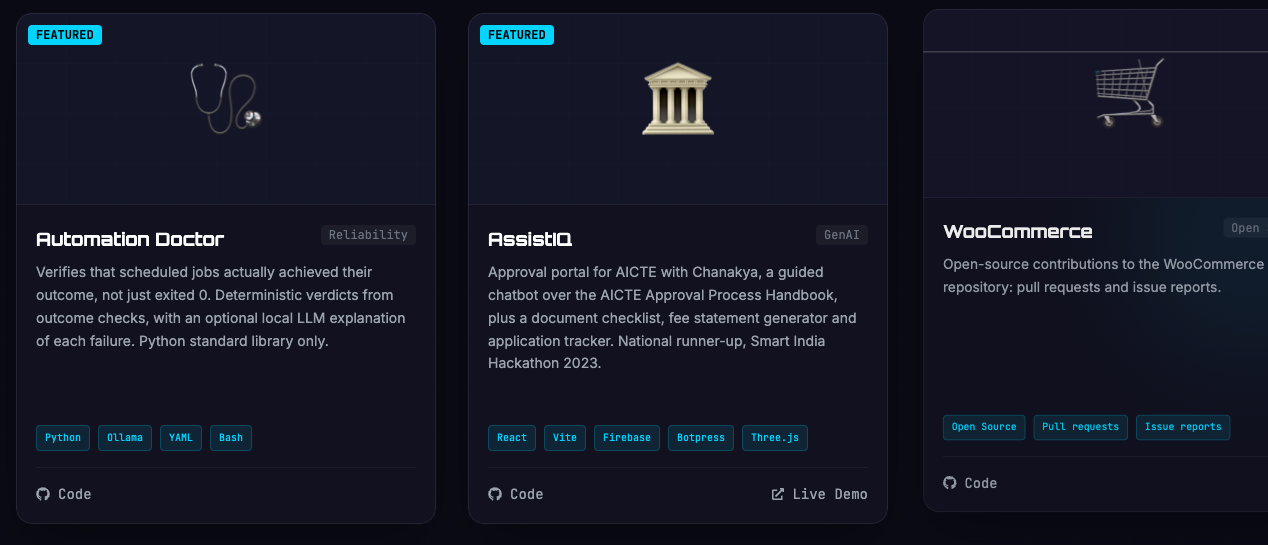 FEATURED
Automation Doctor
Reliability
Verifies that scheduled jobs actually achieved their
outcome, not just exited 0. Deterministic verdicts from
outcome checks, with an optional local LLM explanation
of each failure. Python standard library only.
Python Ollama YAML Bash
Code
FEATURED
AssistIQ
GenAI
Approval portal for AICTE with Chanakya, a guided
chatbot over the AICTE Approval Process Handbook,
plus a document checklist, fee statement generator and
application tracker. National runner-up, Smart India
Hackathon 2023.
React Vite Firebase Botpress Three.js
Code Live Demo
WooCommerce
Open
Open-source contributions to the WooCommerce
repository: pull requests and issue reports.
Open Source Pull requests Issue reports
Code